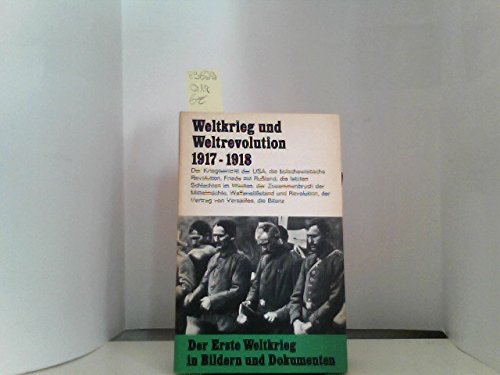 Weltkrieg und
Weltrevolution
1917-1918
Der Kriegseintritt der USA, die bolschewistische
Revolution, Friede mit Rußland, die letzten
Schlachten im Westen, der Zusammenbruch der
Mittelmächte, Waffenstillstand und Revolution, der
Vertrag von Versailles, die Bilanz
Der Erste Weltkrieg
in Bildern und Dokumenten